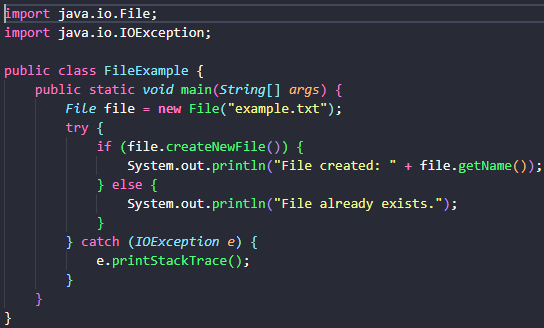 import java.io.File;
import java.io.IOException;

public class FileExample {
    public static void main(String[] args) {
        File file = new File("example.txt");
        try {
            if (file.createNewFile()) {
                System.out.println("File created: " + file.getName());
            } else {
                System.out.println("File already exists.");
            }
        } catch (IOException e) {
            e.printStackTrace();
        }
    }
}